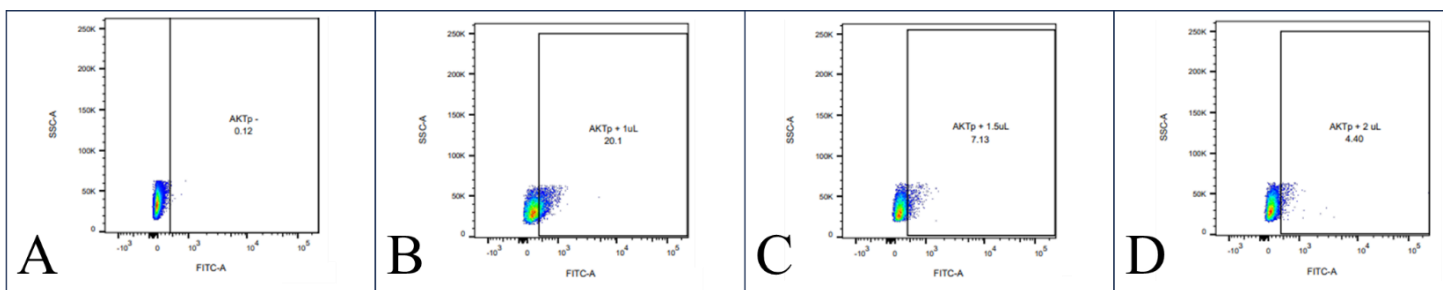 250K
200K
150K
100K
50K
0
SSC-A
AKTp -
0.12
-10³ 0 10³ 10⁴ 10⁵
FITC-A
A
250K
200K
150K
100K
50K
0
SSC-A
AKTp + 1uL
20.1
-10³ 0 10³ 10⁴ 10⁵
FITC-A
B
250K
200K
150K
100K
50K
0
SSC-A
AKTp + 1.5uL
7.13
-10³ 0 10³ 10⁴ 10⁵
FITC-A
C
250K
200K
150K
100K
50K
0
SSC-A
AKTp + 2 uL
4.40
-10³ 0 10³ 10⁴ 10⁵
FITC-A
D